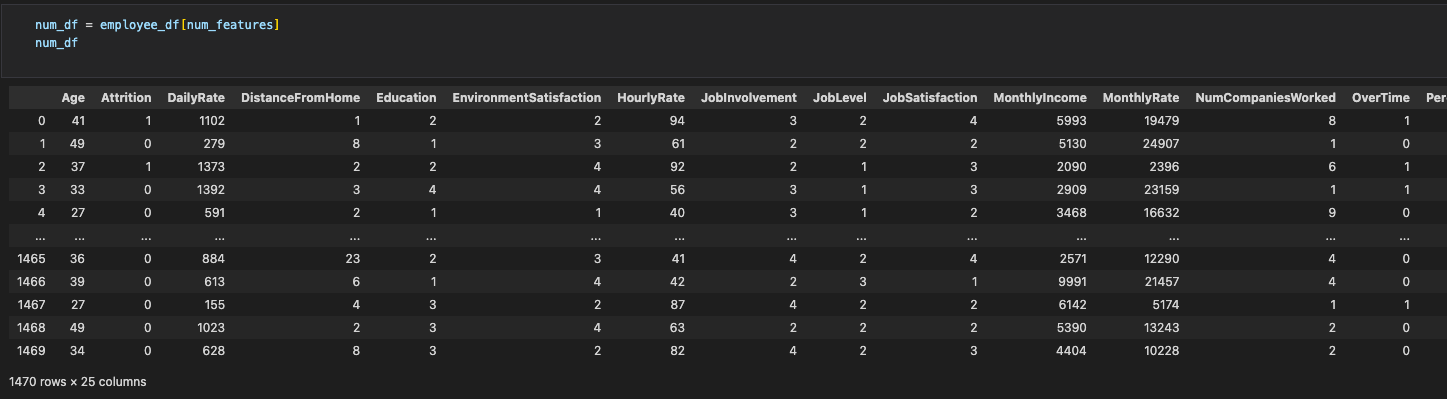 num_df = employee_df[num_features]
num_df
Age Attrition DailyRate DistanceFromHome Education EnvironmentSatisfaction HourlyRate JobInvolvement JobLevel JobSatisfaction MonthlyIncome MonthlyRate NumCompaniesWorked OverTime Per
0 41 1 1102 1 2 2 94 3 2 4 5993 19479 8 1
1 49 0 279 8 1 3 61 2 2 2 5130 24907 1 0
2 37 1 1373 2 2 4 92 2 1 3 2090 2396 6 1
3 33 0 1392 3 4 4 56 3 1 3 2909 23159 1 1
4 27 0 591 2 1 1 40 3 1 2 3468 16632 9 0
... ... ... ... ... ... ... ... ... ... ... ... ... ... ...
1465 36 0 884 23 2 3 41 4 2 4 2571 12290 4 0
1466 39 0 613 6 1 4 42 2 3 1 9991 21457 4 0
1467 27 0 155 4 3 2 87 4 2 2 6142 5174 1 1
1468 49 0 1023 2 3 4 63 2 2 2 5390 13243 2 0
1469 34 0 628 8 3 2 82 4 2 3 4404 10228 2 0
1470 rows × 25 columns